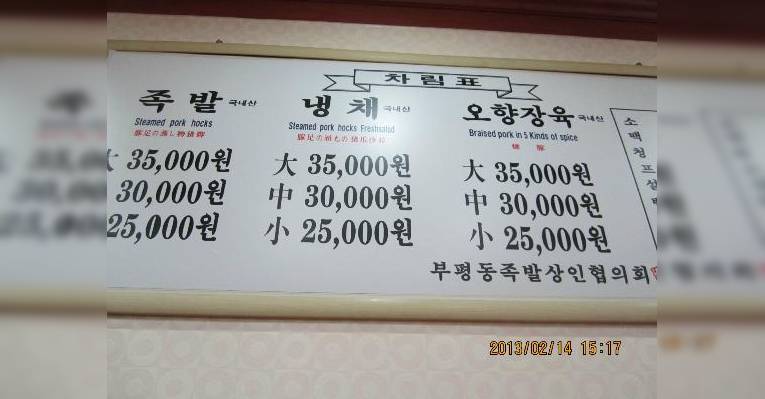 차림표
족발 국내산
Steamed pork hocks
35,000원
30,000원
25,000원
냉채 국내산
Steamed pork hocks Freshsalad
大 35,000원
中 30,000원
小 25,000원
오향장육 국내산
Braised pork in 5 Kinds of spice
大 35,000원
中 30,000원
小 25,000원
부평동족발상인협의회
소
백
청
프
2013/02/14 15:17